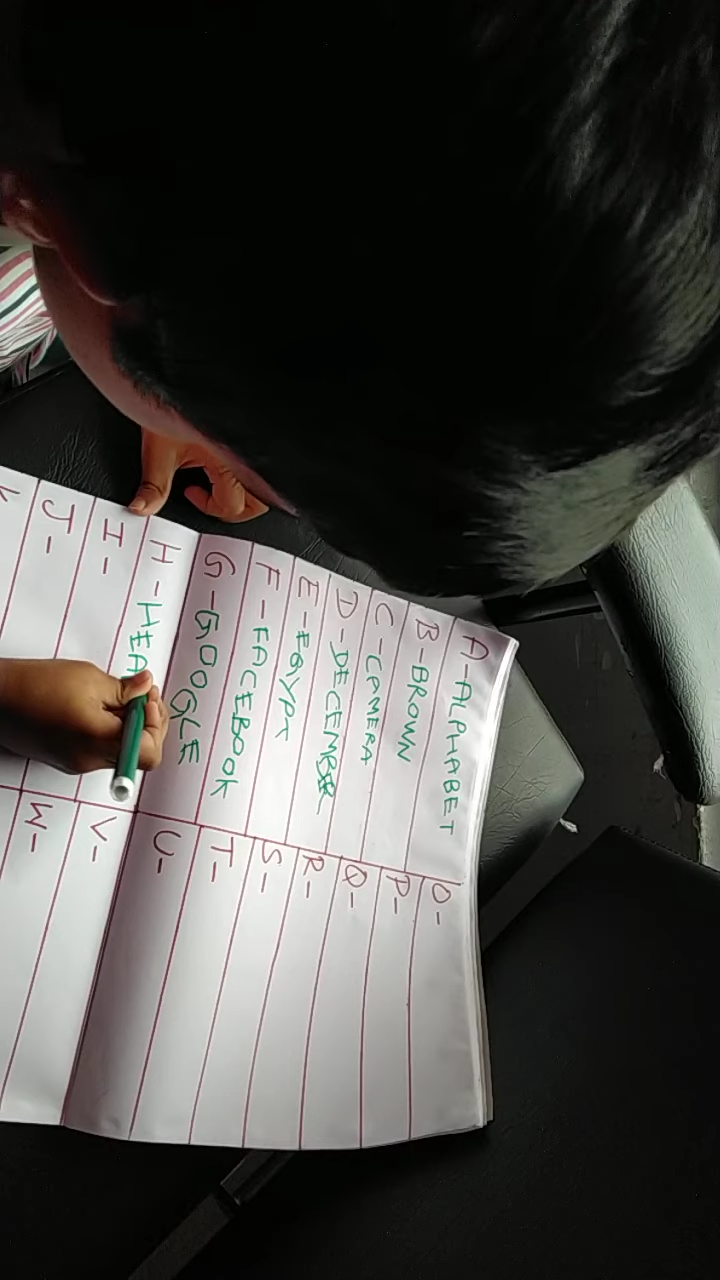 A-ALPHABET
B-BROWN
C-CAMERA
D-DECEMBER
E-EGYPT
F-FACEBOOK
G-GOOGLE
H-HEA
I-
J-
O-
P-
Q-
R-
S-
T-
U-
V-
W-